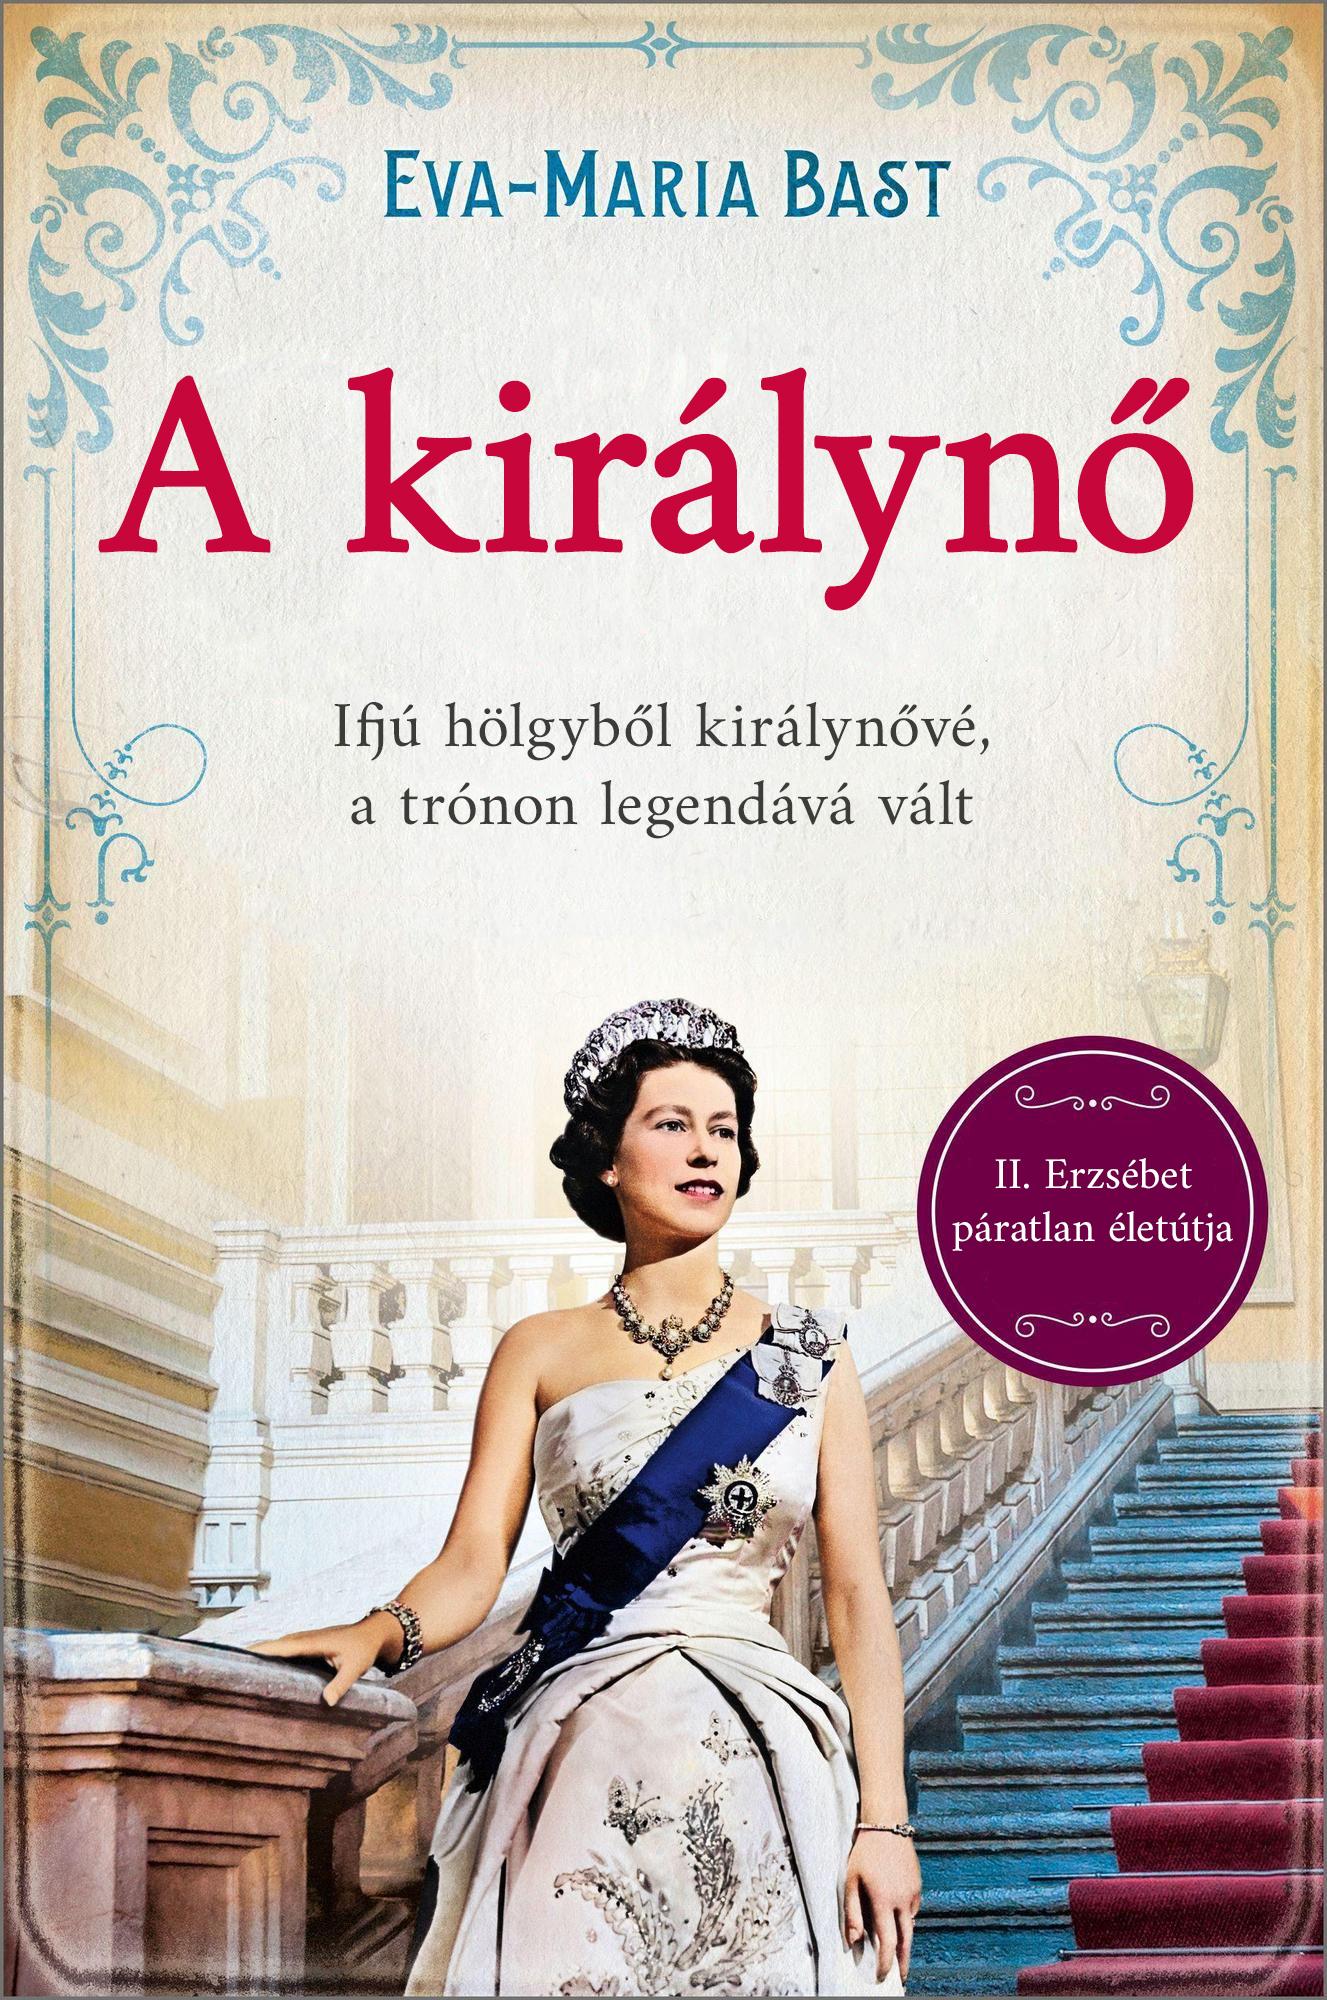 EVA-MARIA BAST
A királynő
Ifjú hölgyből királynővé,
a trónon legendává vált
II. Erzsébet
páratlan életútja